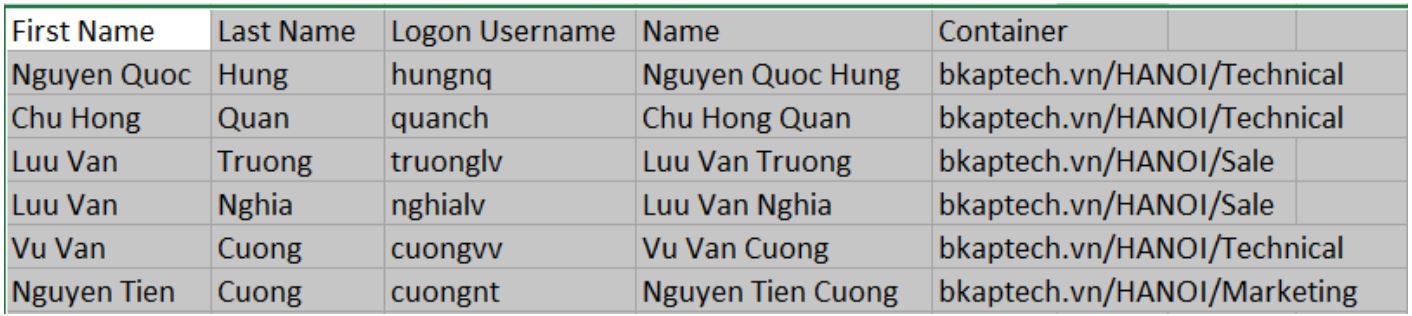 First Name Last Name Logon Username Name Container
Nguyen Quoc Hung hungnq Nguyen Quoc Hung bkaptech.vn/HANOI/Technical
Chu Hong Quan quanch Chu Hong Quan bkaptech.vn/HANOI/Technical
Luu Van Truong truonglv Luu Van Truong bkaptech.vn/HANOI/Sale
Luu Van Nghia nghialv Luu Van Nghia bkaptech.vn/HANOI/Sale
Vu Van Cuong cuongvv Vu Van Cuong bkaptech.vn/HANOI/Technical
Nguyen Tien Cuong cuongnt Nguyen Tien Cuong bkaptech.vn/HANOI/Marketing